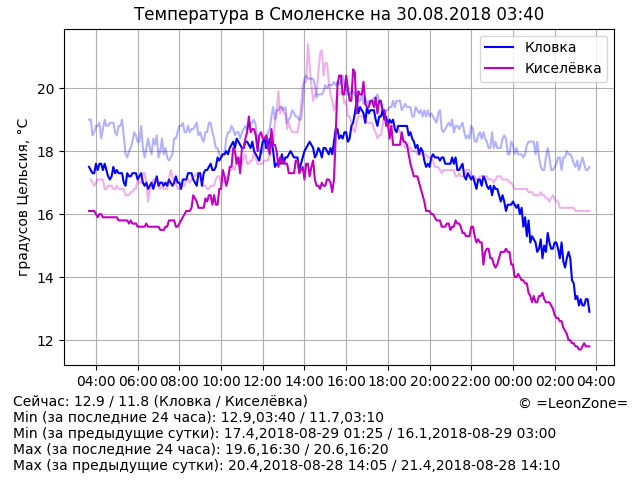 Температура в Смоленске на 30.08.2018 03:40
Кловка
Киселёвка
градусов Цельсия, °C
20
18
16
14
12
04:00 06:00 08:00 10:00 12:00 14:00 16:00 18:00 20:00 22:00 00:00 02:00 04:00
Сейчас: 12.9 / 11.8 (Кловка / Киселёвка)
© =LeonZone=
Min (за последние 24 часа): 12.9,03:40 / 11.7,03:10
Min (за предыдущие сутки): 17.4,2018-08-29 01:25 / 16.1,2018-08-29 03:00
Max (за последние 24 часа): 19.6,16:30 / 20.6,16:20
Max (за предыдущие сутки): 20.4,2018-08-28 14:05 / 21.4,2018-08-28 14:10